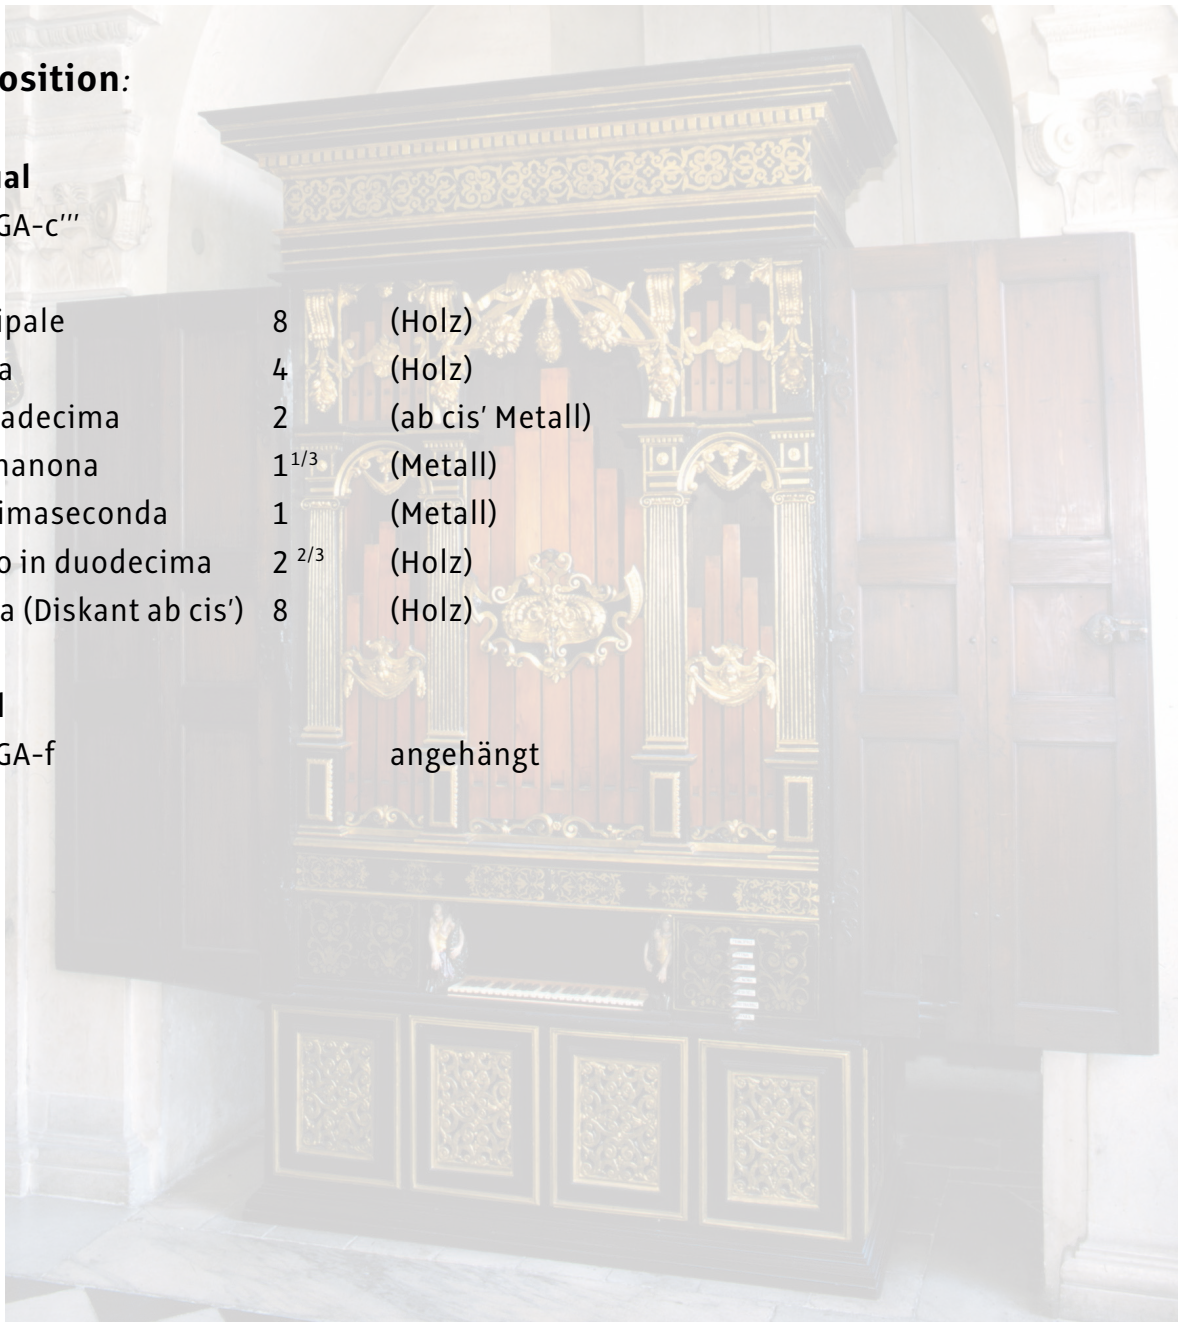 osition:
ual
GA-c'''
ipale 8 (Holz)
a 4 (Holz)
adecima 2 (ab cis' Metall)
nanona 1 1/3 (Metall)
imaseconda 1 (Metall)
o in duodecima 2 2/3 (Holz)
a (Diskant ab cis') 8 (Holz)
l
GA-f angehängt